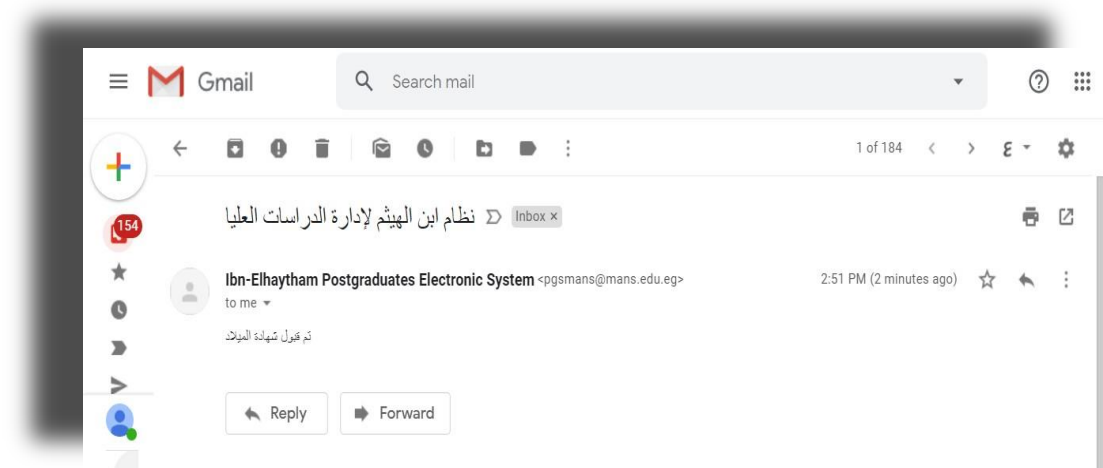 Gmail
Search mail
1 of 184
ع
154
نظام ابن الهيثم لإدارة الدراسات العليا
Inbox ×
Ibn-Elhaytham Postgraduates Electronic System <pgsmans@mans.edu.eg>
2:51 PM (2 minutes ago)
to me
تم قبول شهادة الميلاد
Reply
Forward